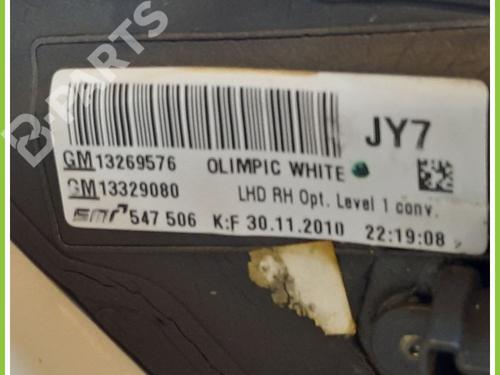 B-PARTS
JY7
GM 13269576 OLIMPIC WHITE
GM 13329080 LHD RH Opt. Level 1 conv.
SMR 547 506 K:F 30.11.2010 22:19:08